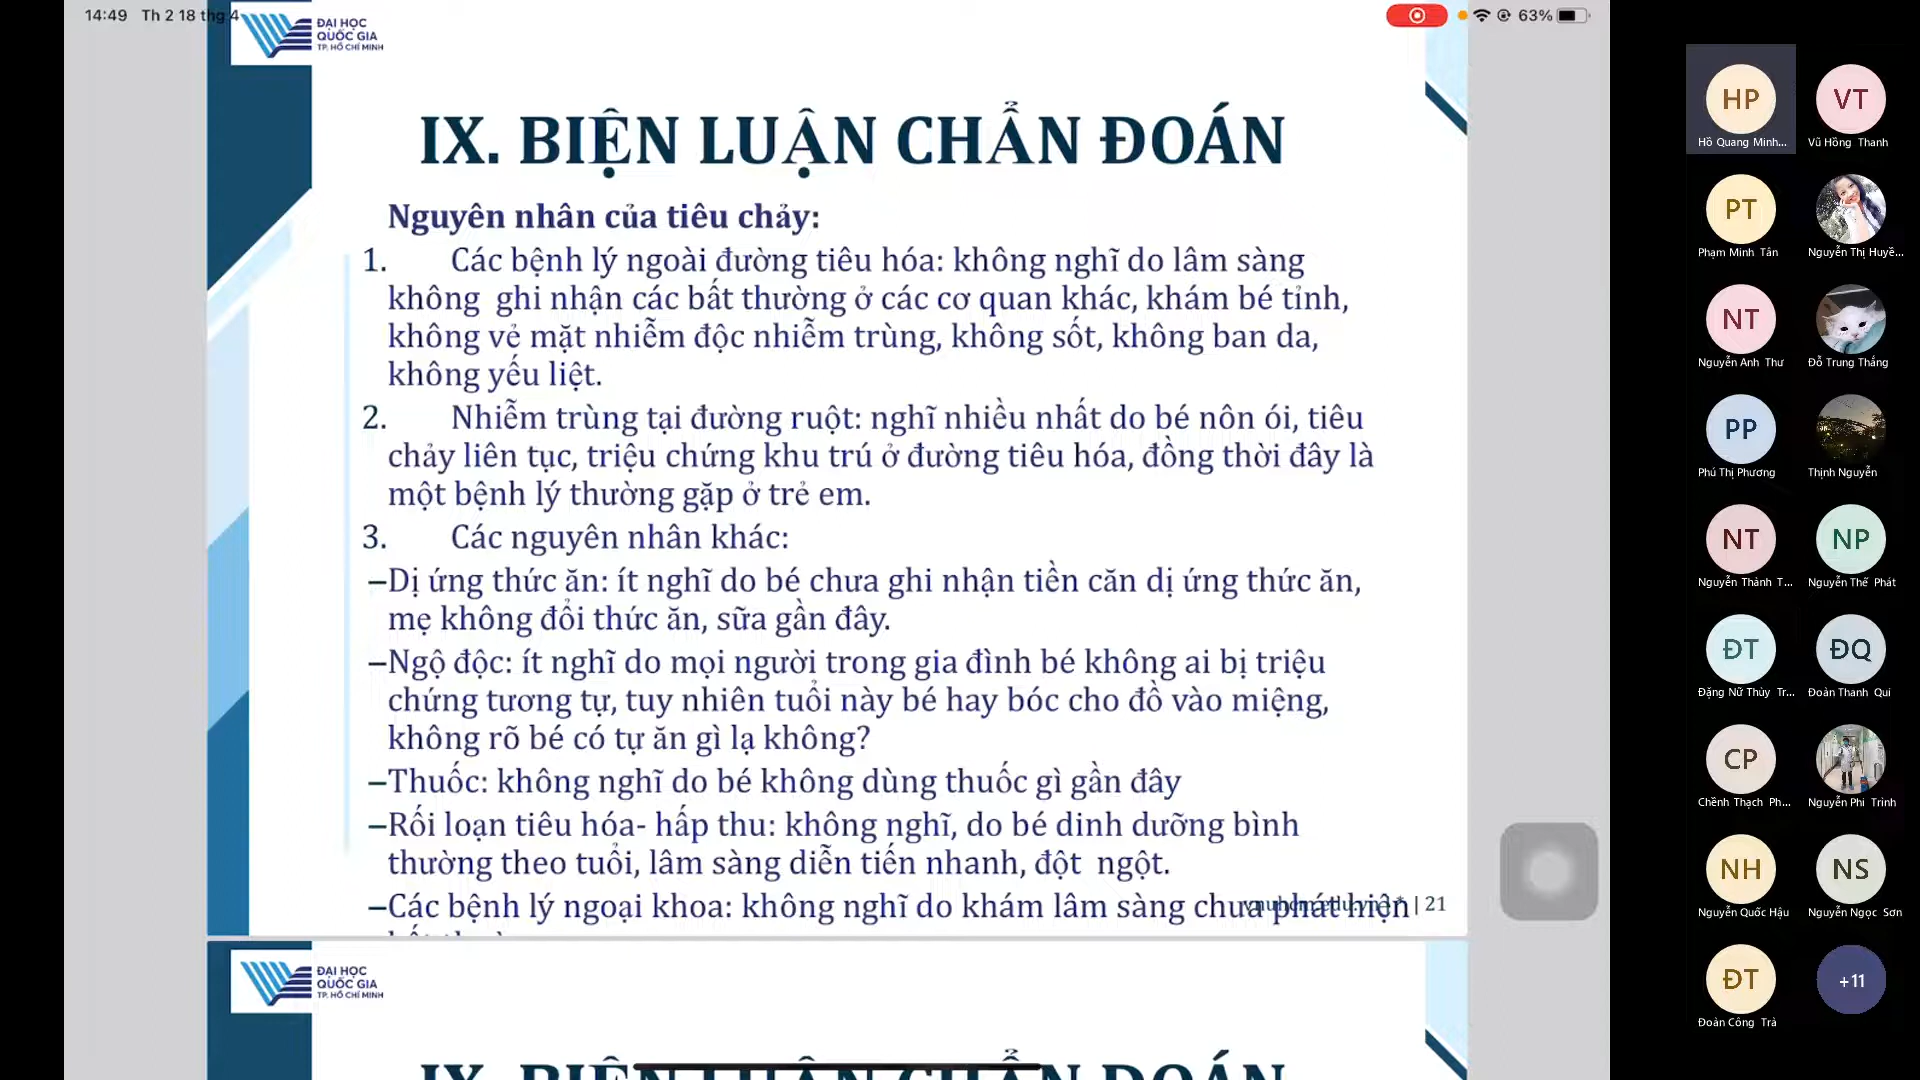 14:49 Th 2 18 thg 4
63%
ĐẠI HỌC
QUỐC GIA
TP. HỒ CHÍ MINH
IX. BIỆN LUẬN CHẨN ĐOÁN
Nguyên nhân của tiêu chảy:
1. Các bệnh lý ngoài đường tiêu hóa: không nghĩ do lâm sàng
không ghi nhận các bất thường ở các cơ quan khác, khám bé tỉnh,
không vẻ mặt nhiễm độc nhiễm trùng, không sốt, không ban da,
không yếu liệt.
2. Nhiễm trùng tại đường ruột: nghĩ nhiều nhất do bé nôn ói, tiêu
chảy liên tục, triệu chứng khu trú ở đường tiêu hóa, đồng thời đây là
một bệnh lý thường gặp ở trẻ em.
3. Các nguyên nhân khác:
–Dị ứng thức ăn: ít nghĩ do bé chưa ghi nhận tiền căn dị ứng thức ăn,
mẹ không đổi thức ăn, sữa gần đây.
–Ngộ độc: ít nghĩ do mọi người trong gia đình bé không ai bị triệu
chứng tương tự, tuy nhiên tuổi này bé hay bóc cho đồ vào miệng,
không rõ bé có tự ăn gì lạ không?
–Thuốc: không nghĩ do bé không dùng thuốc gì gần đây
–Rối loạn tiêu hóa- hấp thu: không nghĩ, do bé dinh dưỡng bình
thường theo tuổi, lâm sàng diễn tiến nhanh, đột ngột.
–Các bệnh lý ngoại khoa: không nghĩ do khám lâm sàng chưa phát hiện
| 21
ĐẠI HỌC
QUỐC GIA
TP. HỒ CHÍ MINH
IX. BIỆN LUẬN CHẨN ĐOÁN
HP VT
Hồ Quang Minh... Vũ Hồng Thanh
PT
Phạm Minh Tân Nguyễn Thị Huyề...
NT
Nguyễn Anh Thư Đỗ Trung Thắng
PP
Phú Thị Phương Thịnh Nguyễn
NT NP
Nguyễn Thành T... Nguyễn Thế Phát
ĐT ĐQ
Đặng Nữ Thùy Tr... Đoàn Thanh Qui
CP
Chềnh Thạch Ph... Nguyễn Phi Trinh
NH NS
Nguyễn Quốc Hậu Nguyễn Ngọc Sơn
ĐT +11
Đoàn Công Trà